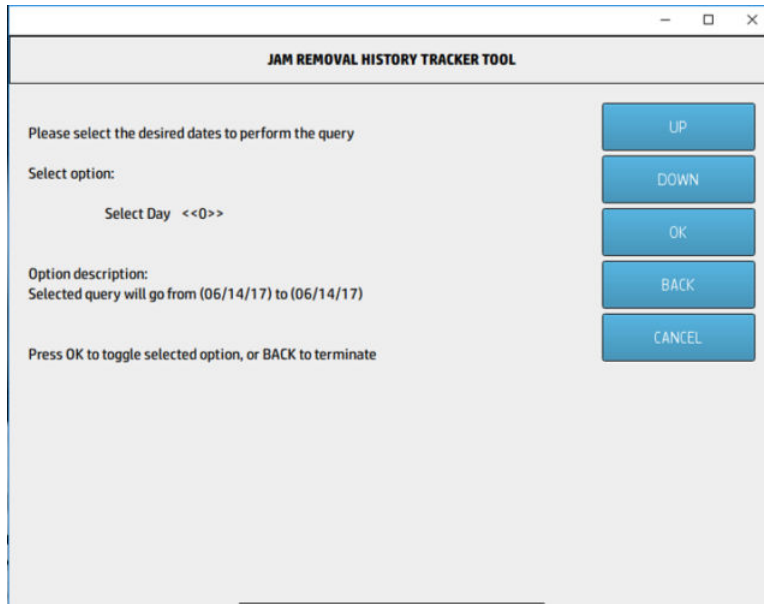 JAM REMOVAL HISTORY TRACKER TOOL
Please select the desired dates to perform the query
Select option:
Select Day <<0>>
Option description:
Selected query will go from (06/14/17) to (06/14/17)
Press OK to toggle selected option, or BACK to terminate
UP
DOWN
OK
BACK
CANCEL